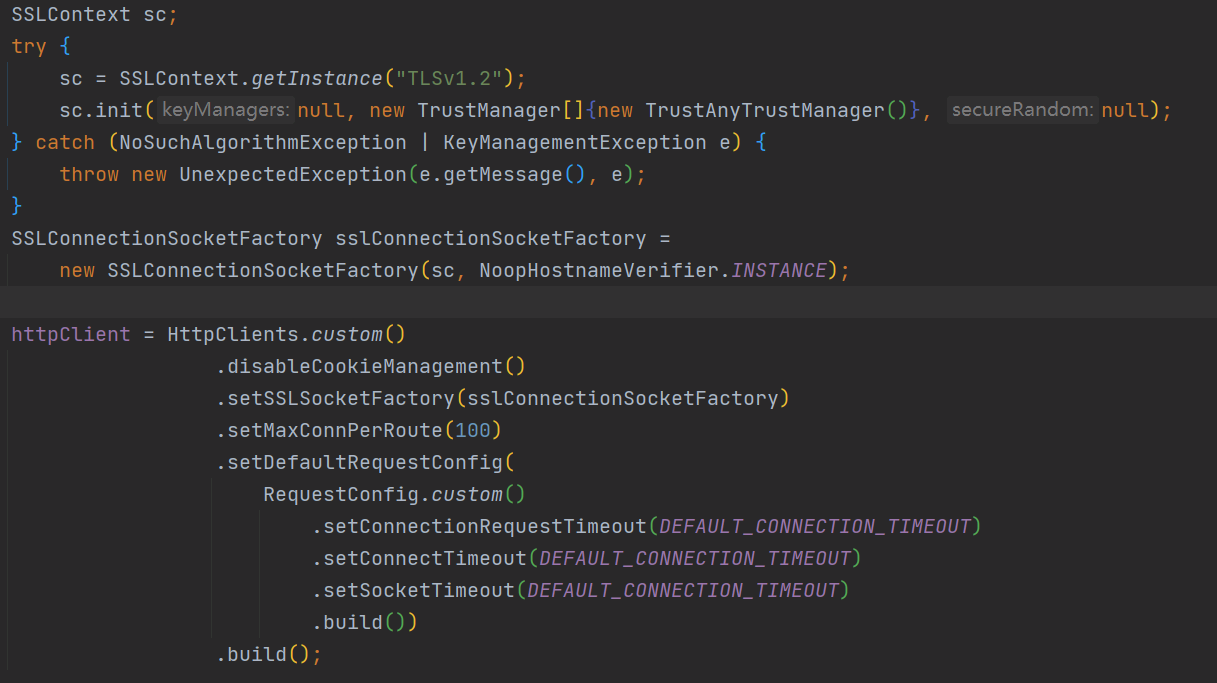 SSLContext sc;
try {
sc = SSLContext.getInstance("TLSv1.2");
sc.init( keyManagers: null, new TrustManager[]{new TrustAnyTrustManager()}, secureRandom: null);
} catch (NoSuchAlgorithmException | KeyManagementException e) {
throw new UnexpectedException(e.getMessage(), e);
}
SSLConnectionSocketFactory sslConnectionSocketFactory =
new SSLConnectionSocketFactory(sc, NoopHostnameVerifier.INSTANCE);
httpClient = HttpClients.custom()
.disableCookieManagement()
.setSSLSocketFactory(sslConnectionSocketFactory)
.setMaxConnPerRoute(100)
.setDefaultRequestConfig(
RequestConfig.custom()
.setConnectionRequestTimeout(DEFAULT_CONNECTION_TIMEOUT)
.setConnectTimeout(DEFAULT_CONNECTION_TIMEOUT)
.setSocketTimeout(DEFAULT_CONNECTION_TIMEOUT)
.build())
.build();